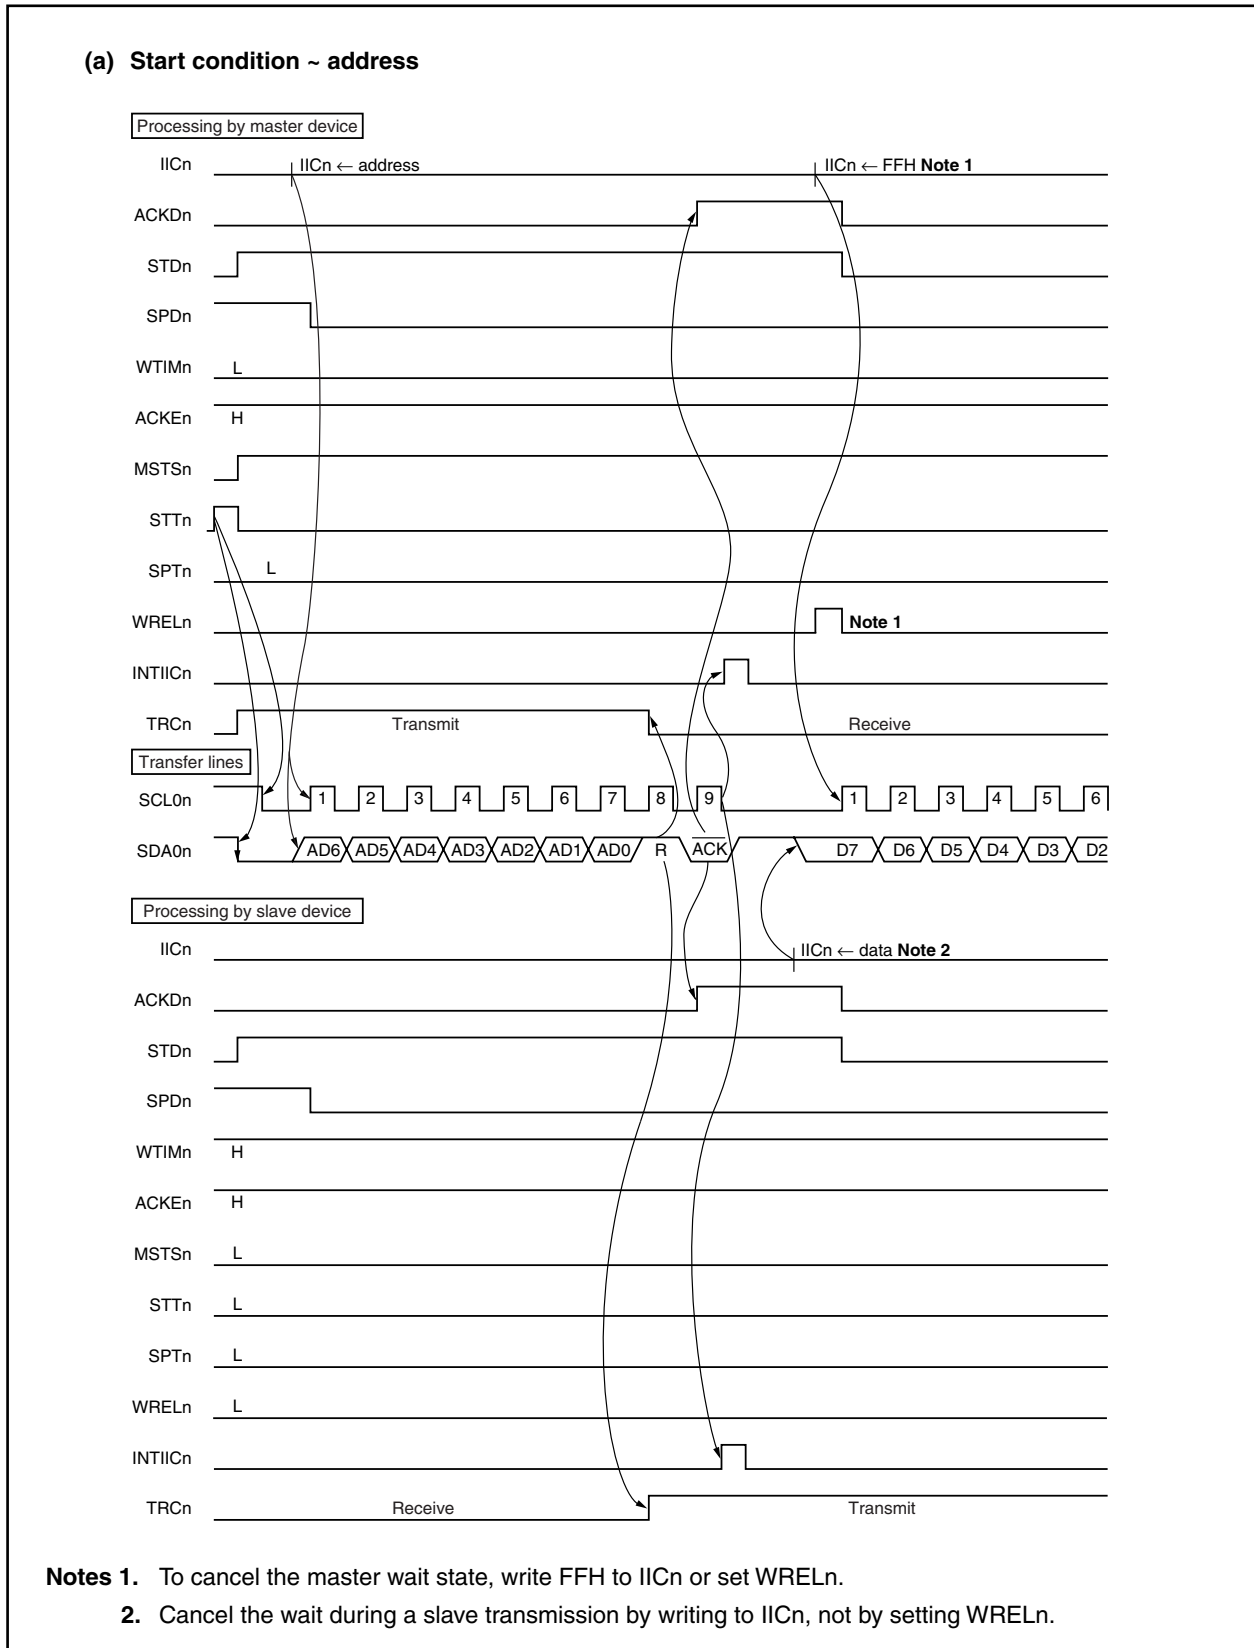 (a) Start condition ~ address
Processing by master device
IICn IICn ← address IICn ← FFH Note 1
ACKDn
STDn
SPDn
WTIMn L
ACKEn H
MSTSn
STTn
SPTn L
WRELn Note 1
INTIICn
TRCn Transmit Receive
Transfer lines
SCL0n 1 2 3 4 5 6 7 8 9 1 2 3 4 5 6
SDA0n AD6 AD5 AD4 AD3 AD2 AD1 AD0 R A̅C̅K̅ D7 D6 D5 D4 D3 D2
Processing by slave device
IICn IICn ← data Note 2
ACKDn
STDn
SPDn
WTIMn H
ACKEn H
MSTSn L
STTn L
SPTn L
WRELn L
INTIICn
TRCn Receive Transmit
Notes 1. To cancel the master wait state, write FFH to IICn or set WRELn.
2. Cancel the wait during a slave transmission by writing to IICn, not by setting WRELn.